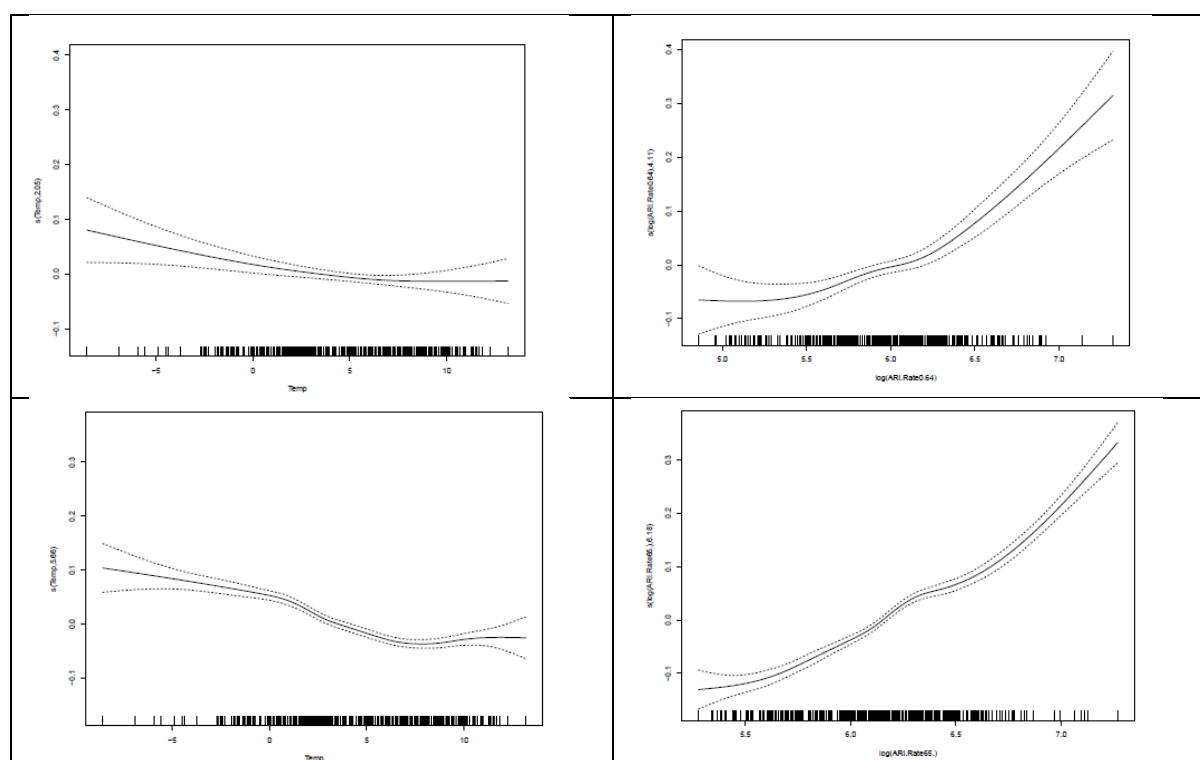 s(Temp,2.05)
0.4
0.3
0.2
0.1
0.0
−0.1
−5 0 5 10
Temp
s(log(ARI.Rate0.64),4.11)
0.4
0.3
0.2
0.1
0.0
−0.1
5.0 5.5 6.0 6.5 7.0
log(ARI.Rate0.64)
s(Temp,5.66)
0.3
0.2
0.1
0.0
−0.1
−5 0 5 10
Temp
s(log(ARI.Rate65.),6.18)
0.3
0.2
0.1
0.0
−0.1
5.5 6.0 6.5 7.0
log(ARI.Rate65.)